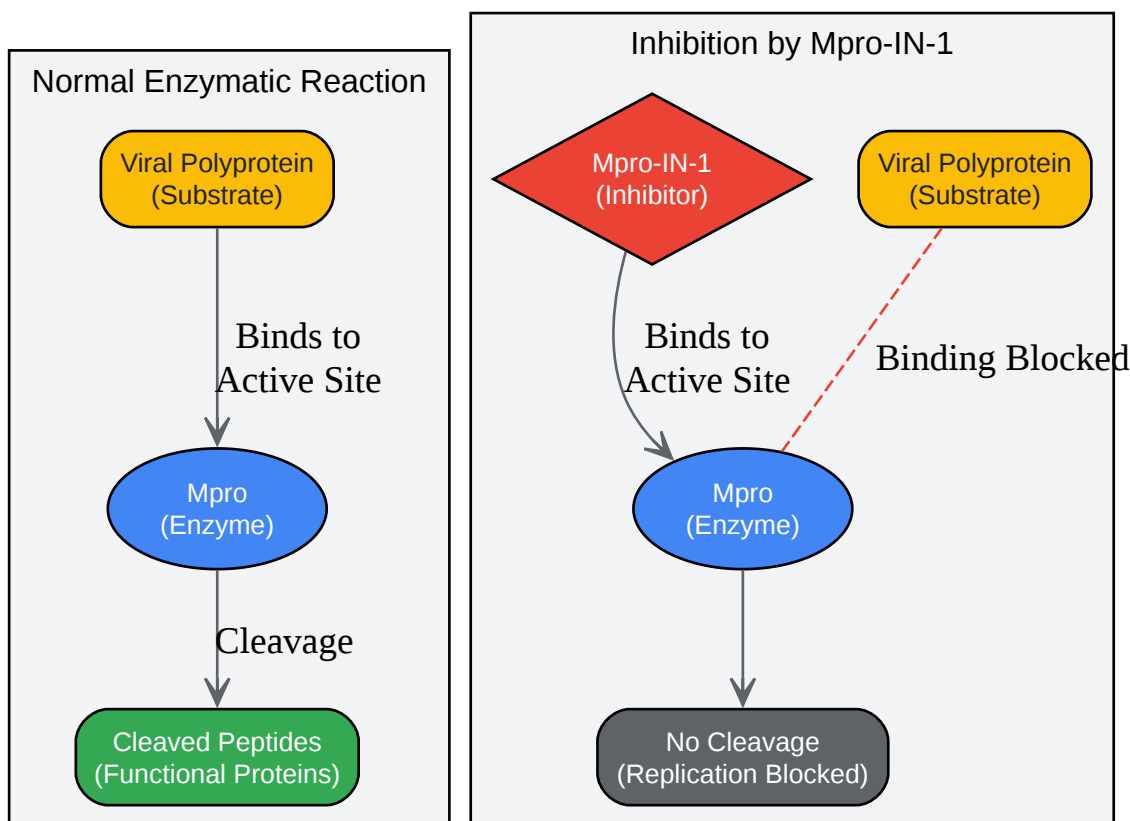 Normal Enzymatic Reaction
Viral Polyprotein
(Substrate)
Binds to
Active Site
Mpro
(Enzyme)
Cleavage
Cleaved Peptides
(Functional Proteins)
Inhibition by Mpro-IN-1
Mpro-IN-1
(Inhibitor)
Viral Polyprotein
(Substrate)
Binds to
Active Site
Binding Blocked
Mpro
(Enzyme)
No Cleavage
(Replication Blocked)